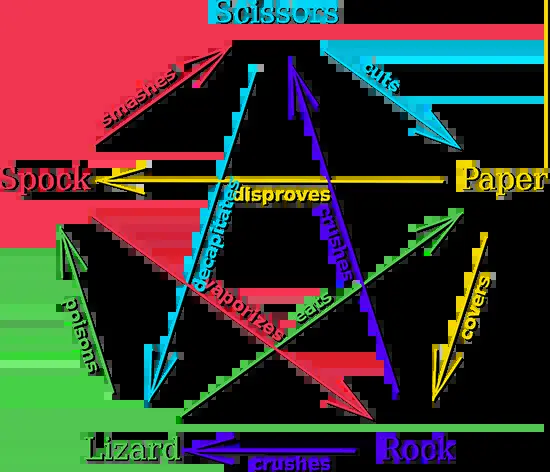 Scissors
smashes
cuts
Spock
Paper
disproves
decapitates
crushes
vaporizes
eats
poisons
covers
Lizard
Rock
crushes